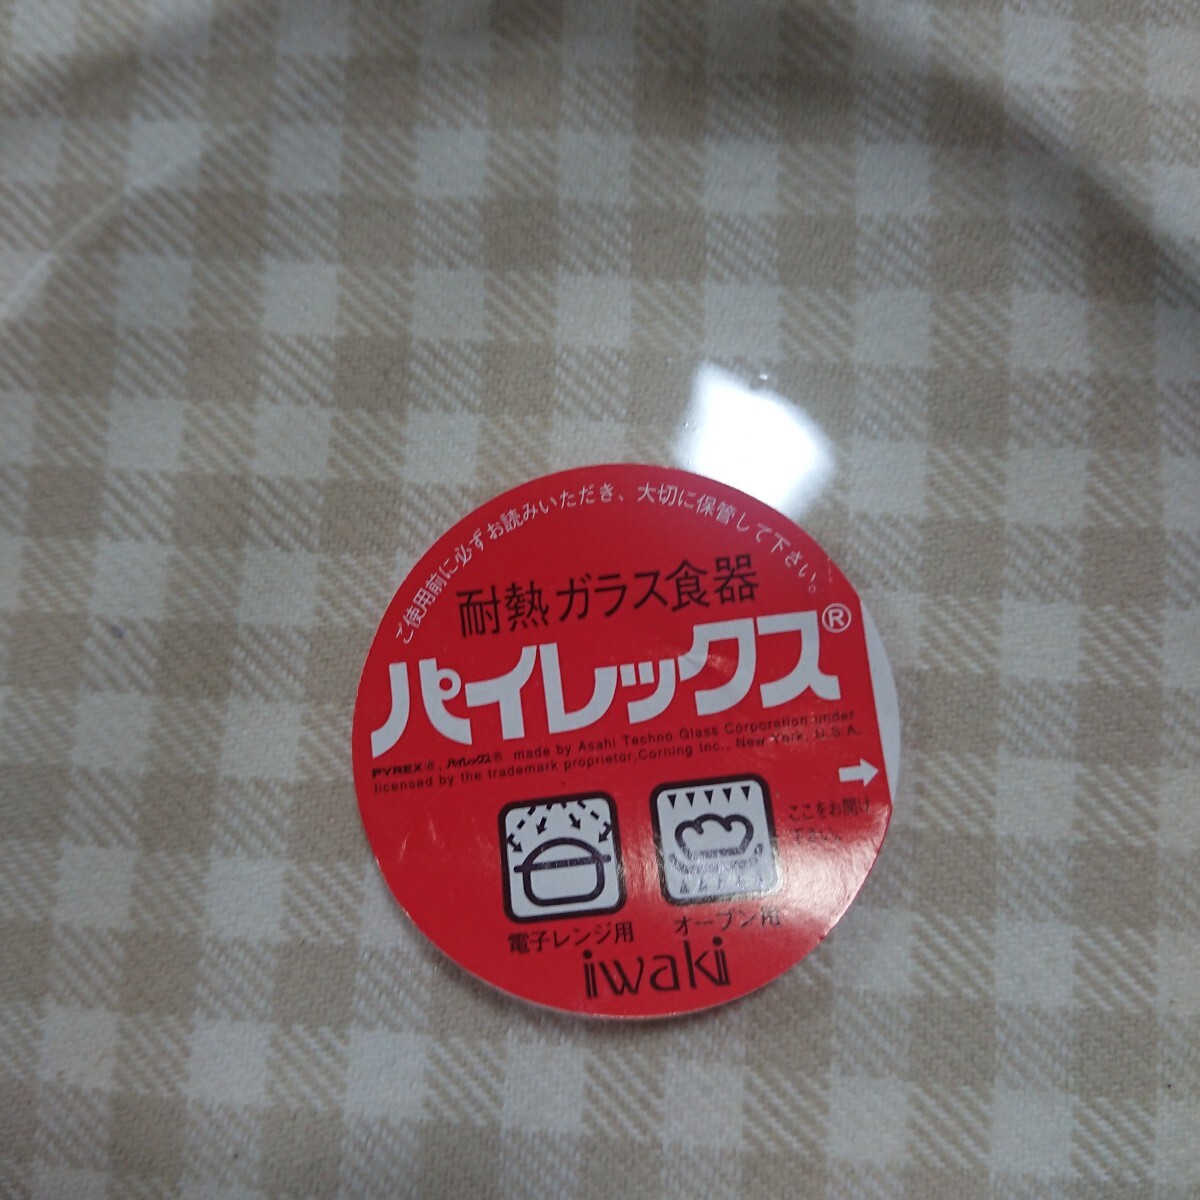 ご使用前に必ずお読みいただき、大切に保管して下さい。
耐熱ガラス食器
パイレックス®
PYREX®, パイレックス® made by Asahi Techno Glass Corporation under
licensed by the trademark proprietor,Corning Inc., New York, U.S.A.
ここをお開け
下さい。
電子レンジ用
オーブン用
iwaki